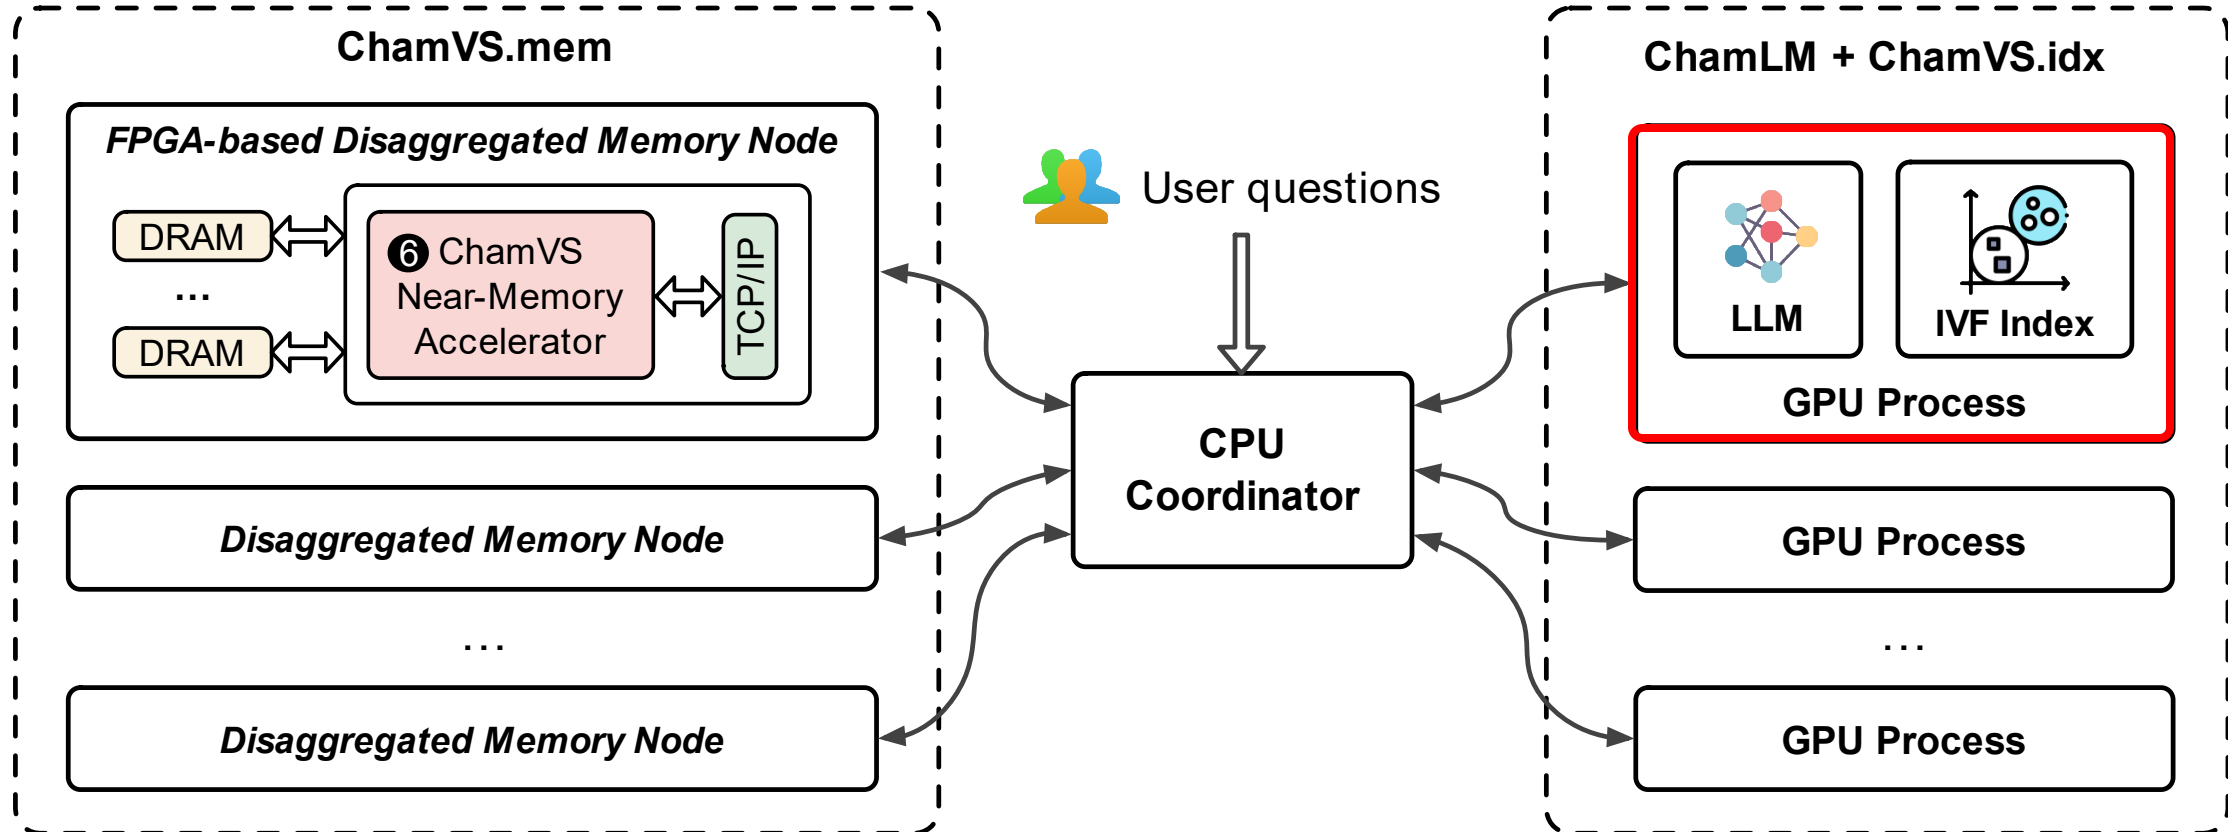 ChamVS.mem
FPGA-based Disaggregated Memory Node
DRAM
...
DRAM
❻ ChamVS
Near-Memory
Accelerator
TCP/IP
Disaggregated Memory Node
...
Disaggregated Memory Node
User questions
CPU
Coordinator
ChamLM + ChamVS.idx
LLM
IVF Index
GPU Process
GPU Process
...
GPU Process